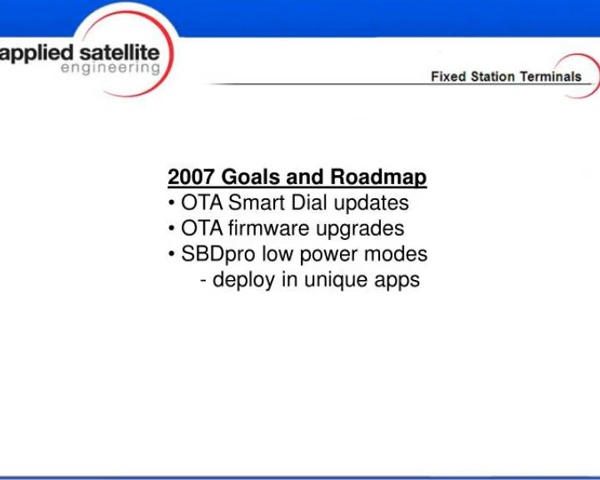 applied satellite
engineering
Fixed Station Terminals
2007 Goals and Roadmap
• OTA Smart Dial updates
• OTA firmware upgrades
• SBDpro low power modes
- deploy in unique apps